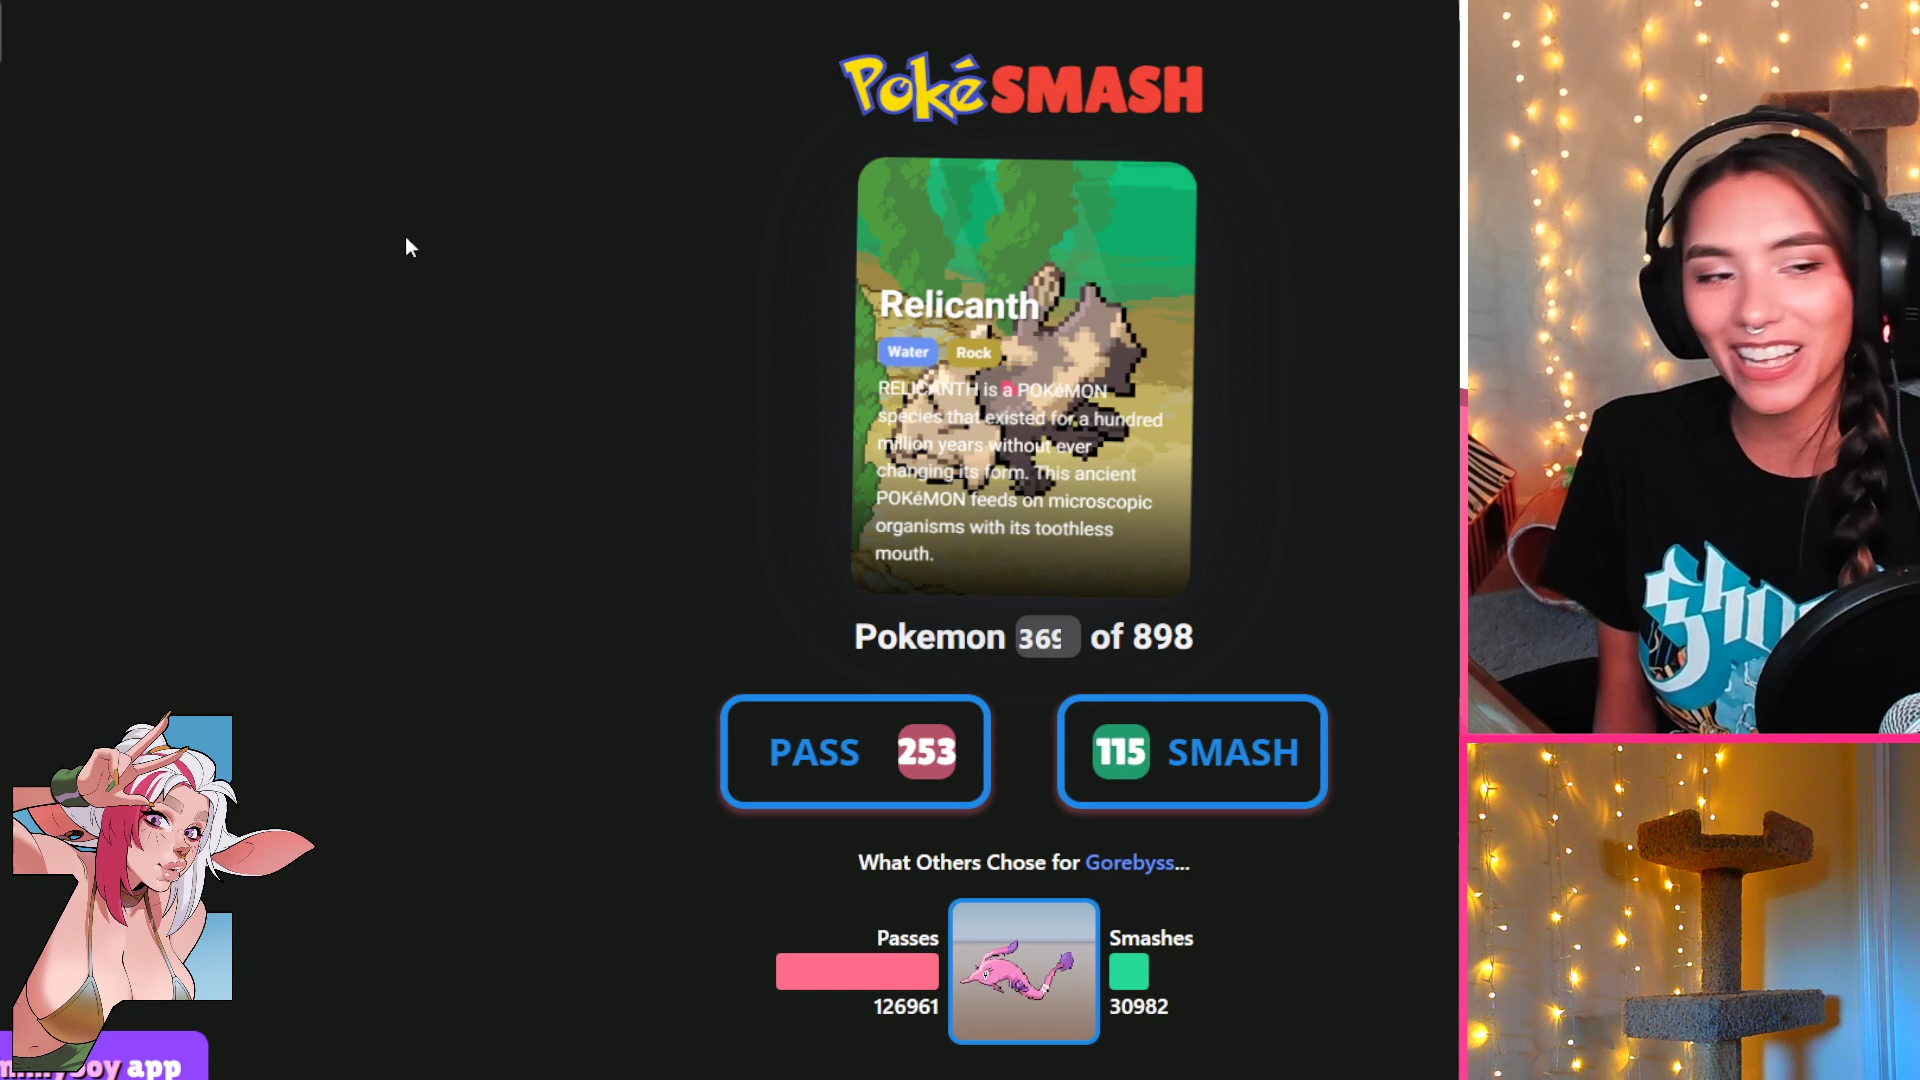 PokéSMASH
Relicanth
Water Rock
RELICANTH is a POKéMON
species that existed for a hundred
million years without ever
changing its form. This ancient
POKéMON feeds on microscopic
organisms with its toothless
mouth.
Pokemon 369 of 898
PASS 253
115 SMASH
What Others Chose for Gorebyss...
Passes
126961
Smashes
30982
app